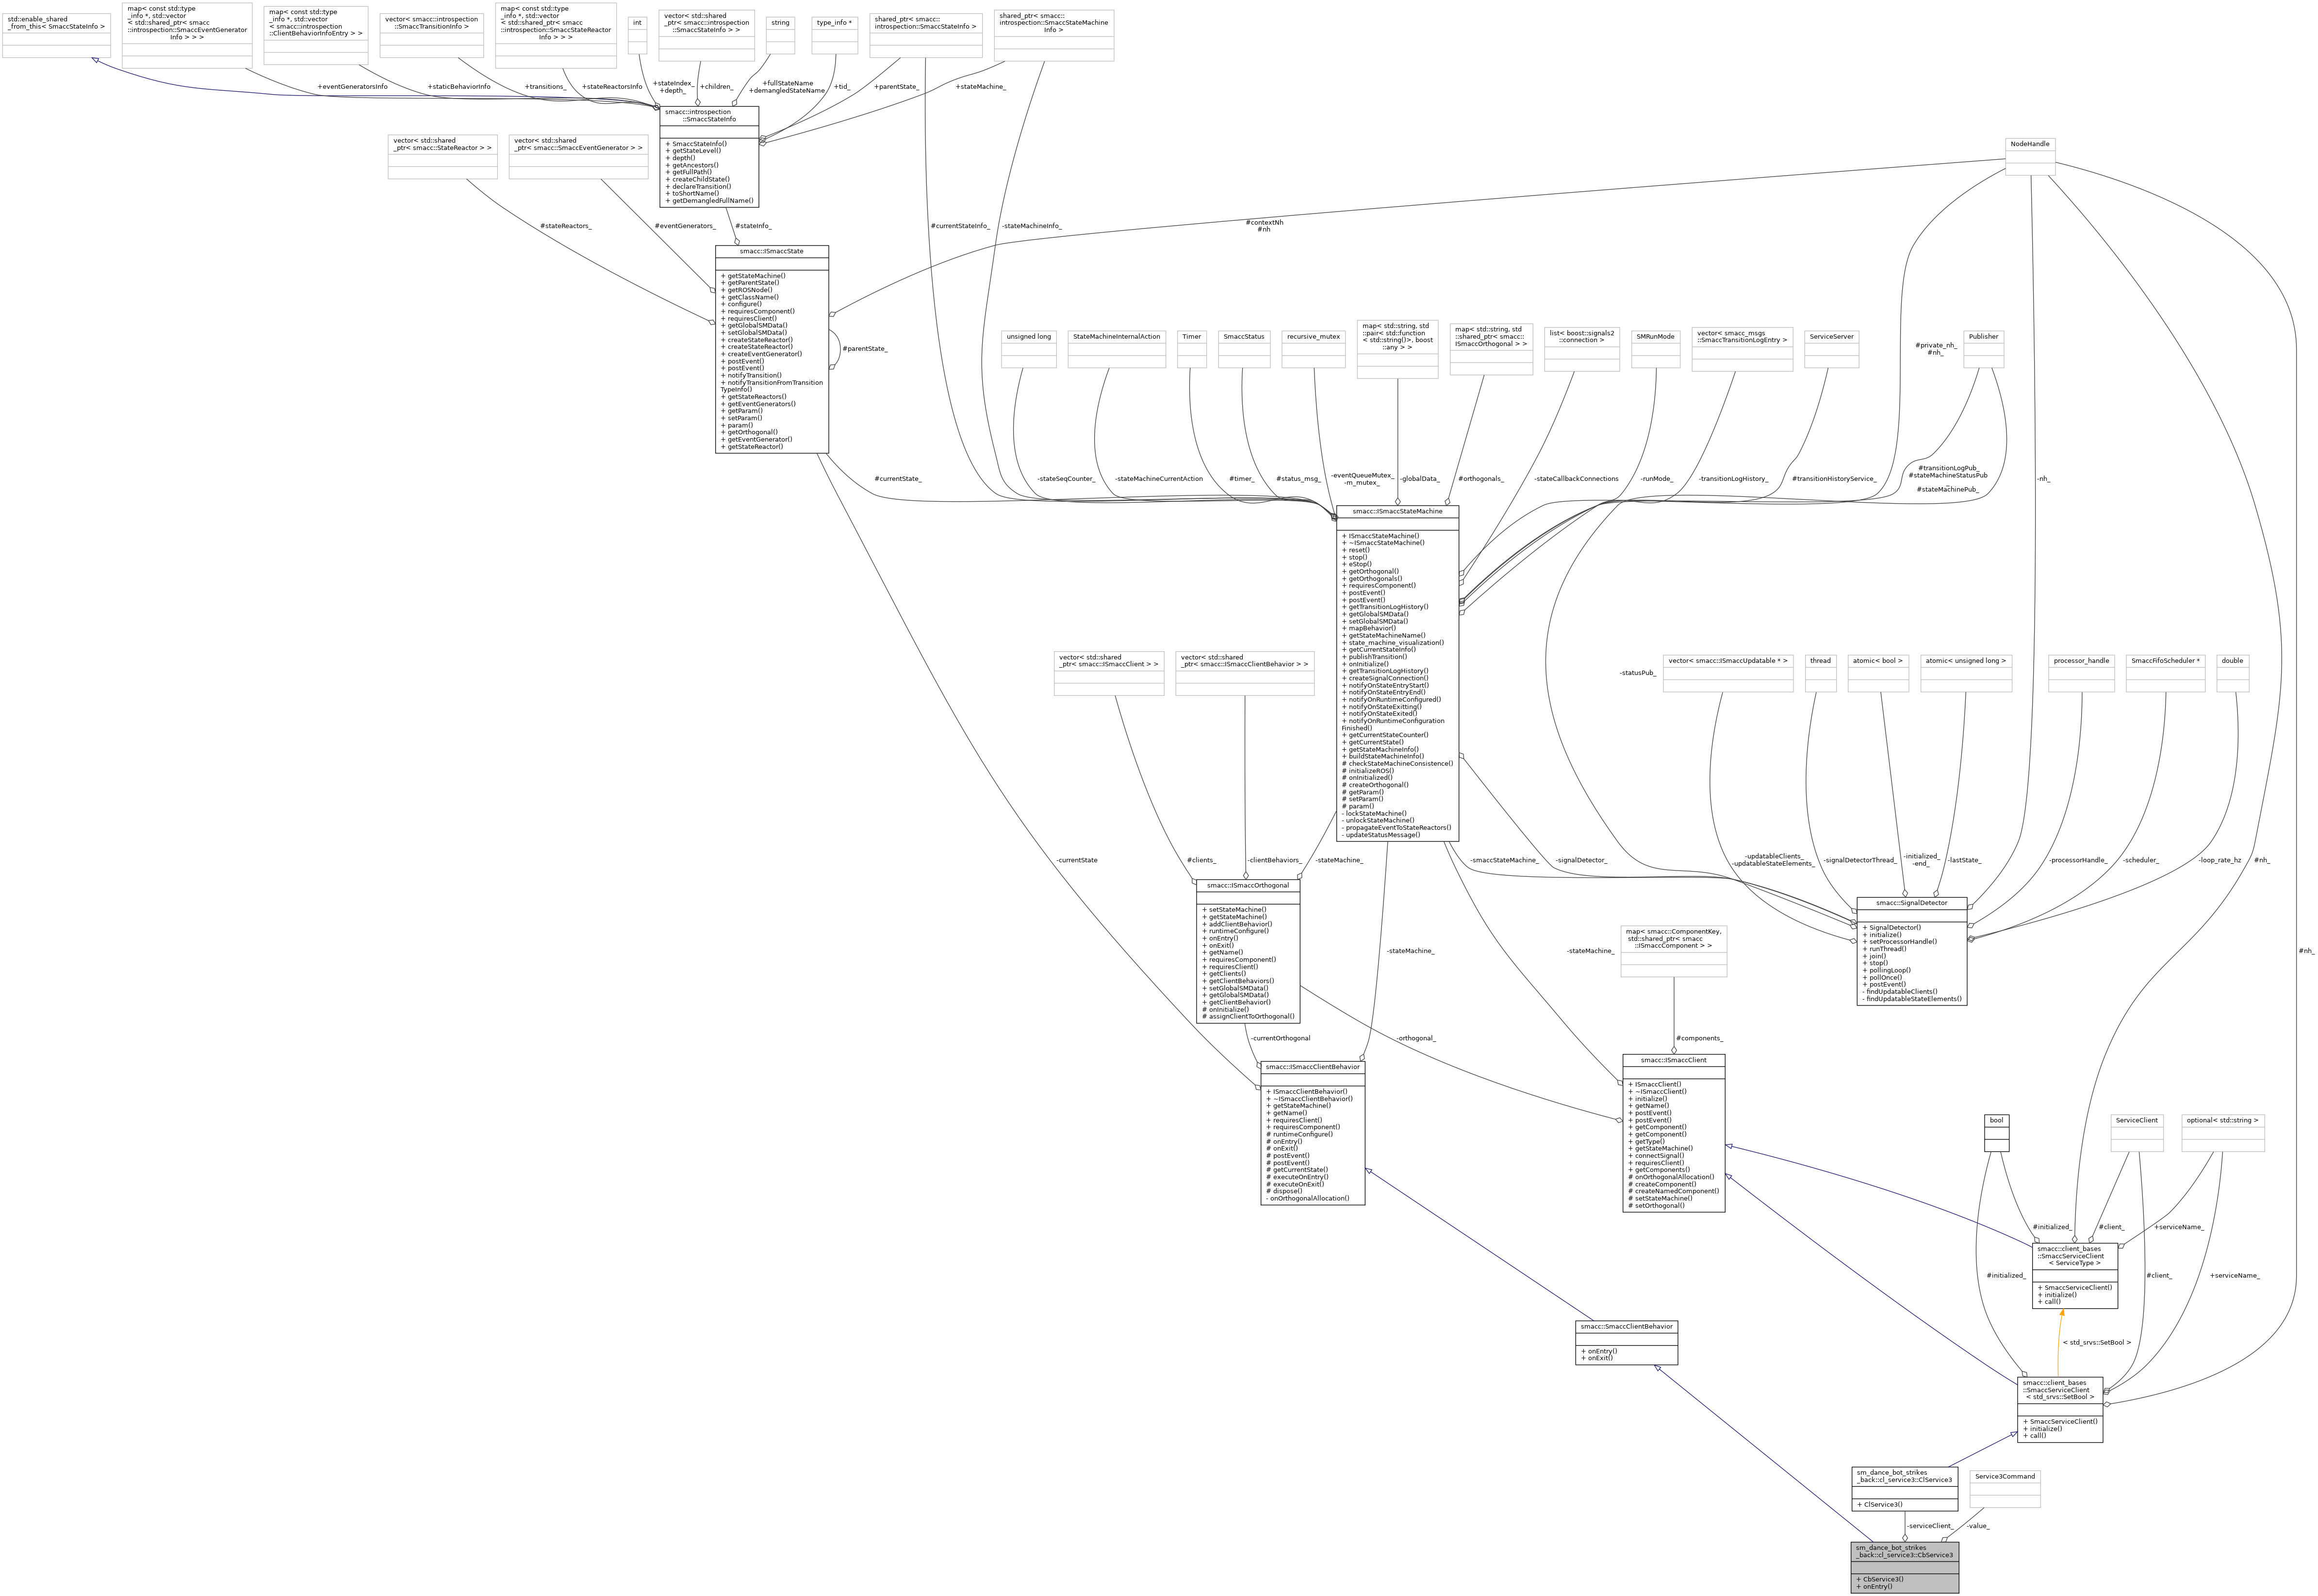 std::enable_shared
_from_this< SmaccStateInfo >
map< const std::type
_info *, std::vector
< std::shared_ptr< smacc
::introspection::SmaccEventGenerator
Info > > >
map< const std::type
_info *, std::vector
< smacc::introspection
::ClientBehaviorInfoEntry > >
vector< smacc::introspection
::SmaccTransitionInfo >
map< const std::type
_info *, std::vector
< std::shared_ptr< smacc
::introspection::SmaccStateReactor
Info > > >
int
vector< std::shared
_ptr< smacc::introspection
::SmaccStateInfo > >
string
type_info *
shared_ptr< smacc::
introspection::SmaccStateInfo >
shared_ptr< smacc::
introspection::SmaccStateMachine
Info >
+eventGeneratorsInfo
+staticBehaviorInfo
+transitions_
+stateReactorsInfo
+stateIndex_
+depth_
+children_
+fullStateName
+demangledStateName
+tid_
+parentState_
+stateMachine_
smacc::introspection
::SmaccStateInfo
+ SmaccStateInfo()
+ getStateLevel()
+ depth()
+ getAncestors()
+ getFullPath()
+ createChildState()
+ declareTransition()
+ toShortName()
+ getDemangledFullName()
vector< std::shared
_ptr< smacc::StateReactor > >
vector< std::shared
_ptr< smacc::SmaccEventGenerator > >
NodeHandle
#stateReactors_
#eventGenerators_
#stateInfo_
#currentStateInfo_
-stateMachineInfo_
#contextNh
#nh
smacc::ISmaccState
+ getStateMachine()
+ getParentState()
+ getROSNode()
+ getClassName()
+ configure()
+ requiresComponent()
+ requiresClient()
+ getGlobalSMData()
+ setGlobalSMData()
+ createStateReactor()
+ createStateReactor()
+ createEventGenerator()
+ postEvent()
+ postEvent()
+ notifyTransition()
+ notifyTransitionFromTransition
TypeInfo()
+ getStateReactors()
+ getEventGenerators()
+ getParam()
+ setParam()
+ param()
+ getOrthogonal()
+ getEventGenerator()
+ getStateReactor()
#parentState_
unsigned long
StateMachineInternalAction
Timer
SmaccStatus
recursive_mutex
map< std::string, std
::pair< std::function
< std::string()>, boost
::any > >
map< std::string, std
::shared_ptr< smacc::
ISmaccOrthogonal > >
list< boost::signals2
::connection >
SMRunMode
vector< smacc_msgs
::SmaccTransitionLogEntry >
ServiceServer
Publisher
#private_nh_
#nh_
#currentState_
-stateSeqCounter_
-stateMachineCurrentAction
#timer_
#status_msg_
-eventQueueMutex_
-m_mutex_
-globalData_
#orthogonals_
-stateCallbackConnections
-runMode_
-transitionLogHistory_
#transitionHistoryService_
#transitionLogPub_
#stateMachineStatusPub
_
#stateMachinePub_
-nh_
smacc::ISmaccStateMachine
+ ISmaccStateMachine()
+ ~ISmaccStateMachine()
+ reset()
+ stop()
+ eStop()
+ getOrthogonal()
+ getOrthogonals()
+ requiresComponent()
+ postEvent()
+ postEvent()
+ getTransitionLogHistory()
+ getGlobalSMData()
+ setGlobalSMData()
+ mapBehavior()
+ getStateMachineName()
+ state_machine_visualization()
+ getCurrentStateInfo()
+ publishTransition()
+ onInitialize()
+ getTransitionLogHistory()
+ createSignalConnection()
+ notifyOnStateEntryStart()
+ notifyOnStateEntryEnd()
+ notifyOnRuntimeConfigured()
+ notifyOnStateExitting()
+ notifyOnStateExited()
+ notifyOnRuntimeConfiguration
Finished()
+ getCurrentStateCounter()
+ getCurrentState()
+ getStateMachineInfo()
+ buildStateMachineInfo()
# checkStateMachineConsistence()
# initializeROS()
# onInitialized()
# createOrthogonal()
# getParam()
# setParam()
# param()
- lockStateMachine()
- unlockStateMachine()
- propagateEventToStateReactors()
- updateStatusMessage()
vector< std::shared
_ptr< smacc::ISmaccClient > >
vector< std::shared
_ptr< smacc::ISmaccClientBehavior > >
-statusPub_
vector< smacc::ISmaccUpdatable * >
thread
atomic< bool >
atomic< unsigned long >
processor_handle
SmaccFifoScheduler *
double
-currentState
#clients_
-clientBehaviors_
-stateMachine_
-smaccStateMachine_
-signalDetector_
-updatableClients_
-updatableStateElements_
-signalDetectorThread_
-initialized_
-end_
-lastState_
-processorHandle_
-scheduler_
-loop_rate_hz
#nh_
smacc::ISmaccOrthogonal
+ setStateMachine()
+ getStateMachine()
+ addClientBehavior()
+ runtimeConfigure()
+ onEntry()
+ onExit()
+ getName()
+ requiresComponent()
+ requiresClient()
+ getClients()
+ getClientBehaviors()
+ setGlobalSMData()
+ getGlobalSMData()
+ getClientBehavior()
# onInitialize()
# assignClientToOrthogonal()
smacc::SignalDetector
+ SignalDetector()
+ initialize()
+ setProcessorHandle()
+ runThread()
+ join()
+ stop()
+ pollingLoop()
+ pollOnce()
+ postEvent()
- findUpdatableClients()
- findUpdatableStateElements()
-stateMachine_
-stateMachine_
map< smacc::ComponentKey,
std::shared_ptr< smacc
::ISmaccComponent > >
#nh_
-currentOrthogonal
-orthogonal_
#components_
smacc::ISmaccClientBehavior
+ ISmaccClientBehavior()
+ ~ISmaccClientBehavior()
+ getStateMachine()
+ getName()
+ requiresClient()
+ requiresComponent()
# runtimeConfigure()
# onEntry()
# onExit()
# postEvent()
# postEvent()
# getCurrentState()
# executeOnEntry()
# executeOnExit()
# dispose()
- onOrthogonalAllocation()
smacc::ISmaccClient
+ ISmaccClient()
+ ~ISmaccClient()
+ initialize()
+ getName()
+ postEvent()
+ postEvent()
+ getComponent()
+ getComponent()
+ getType()
+ getStateMachine()
+ connectSignal()
+ requiresClient()
+ getComponents()
# onOrthogonalAllocation()
# createComponent()
# createNamedComponent()
# setStateMachine()
# setOrthogonal()
bool
ServiceClient
optional< std::string >
#initialized_
#client_
+serviceName_
smacc::client_bases
::SmaccServiceClient
< ServiceType >
+ SmaccServiceClient()
+ initialize()
+ call()
#initialized_
#client_
+serviceName_
< std_srvs::SetBool >
smacc::SmaccClientBehavior
+ onEntry()
+ onExit()
smacc::client_bases
::SmaccServiceClient
< std_srvs::SetBool >
+ SmaccServiceClient()
+ initialize()
+ call()
sm_dance_bot_strikes
_back::cl_service3::ClService3
+ ClService3()
Service3Command
-serviceClient_
-value_
sm_dance_bot_strikes
_back::cl_service3::CbService3
+ CbService3()
+ onEntry()